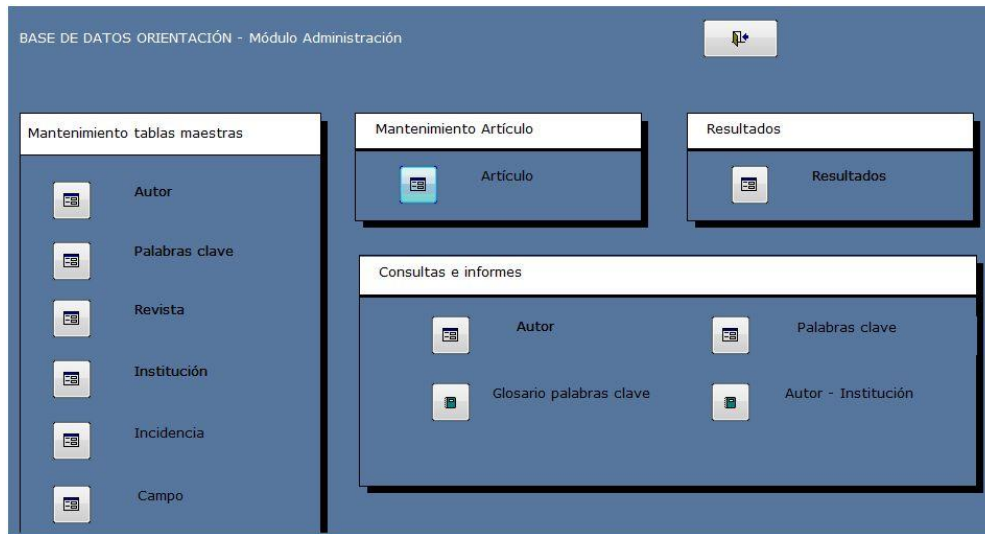 BASE DE DATOS ORIENTACIÓN - Módulo Administración
Mantenimiento tablas maestras
Autor
Palabras clave
Revista
Institución
Incidencia
Campo
Mantenimiento Artículo
Artículo
Resultados
Resultados
Consultas e informes
Autor
Palabras clave
Glosario palabras clave
Autor - Institución